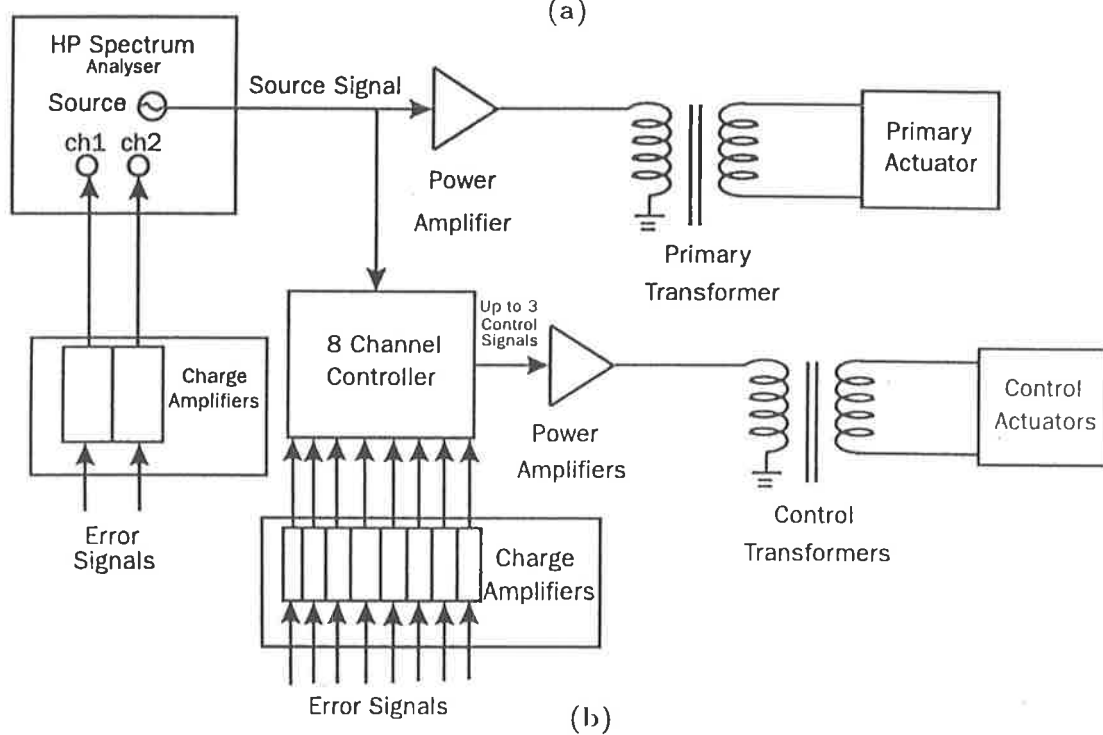 (a)
HP Spectrum
Analyser
Source
ch1 ch2
Source Signal
Power
Amplifier
Primary
Transformer
Primary
Actuator
Charge
Amplifiers
Error
Signals
8 Channel
Controller
Up to 3
Control
Signals
Power
Amplifiers
Control
Transformers
Control
Actuators
Charge
Amplifiers
Error Signals
(b)